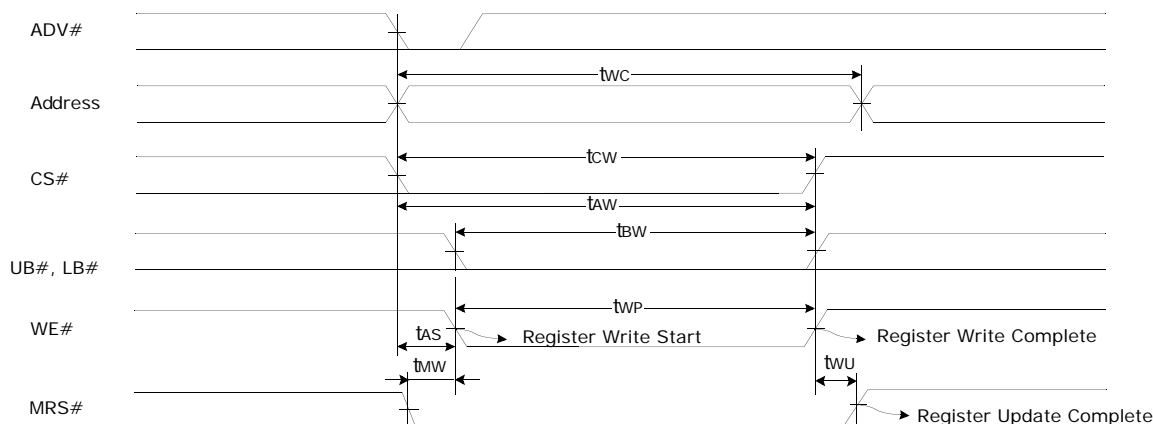 ADV#
tWC
Address
tCW
CS#
tAW
tBW
UB#, LB#
tWP
WE#
tAS
Register Write Start
Register Write Complete
tMW
tWU
MRS#
Register Update Complete